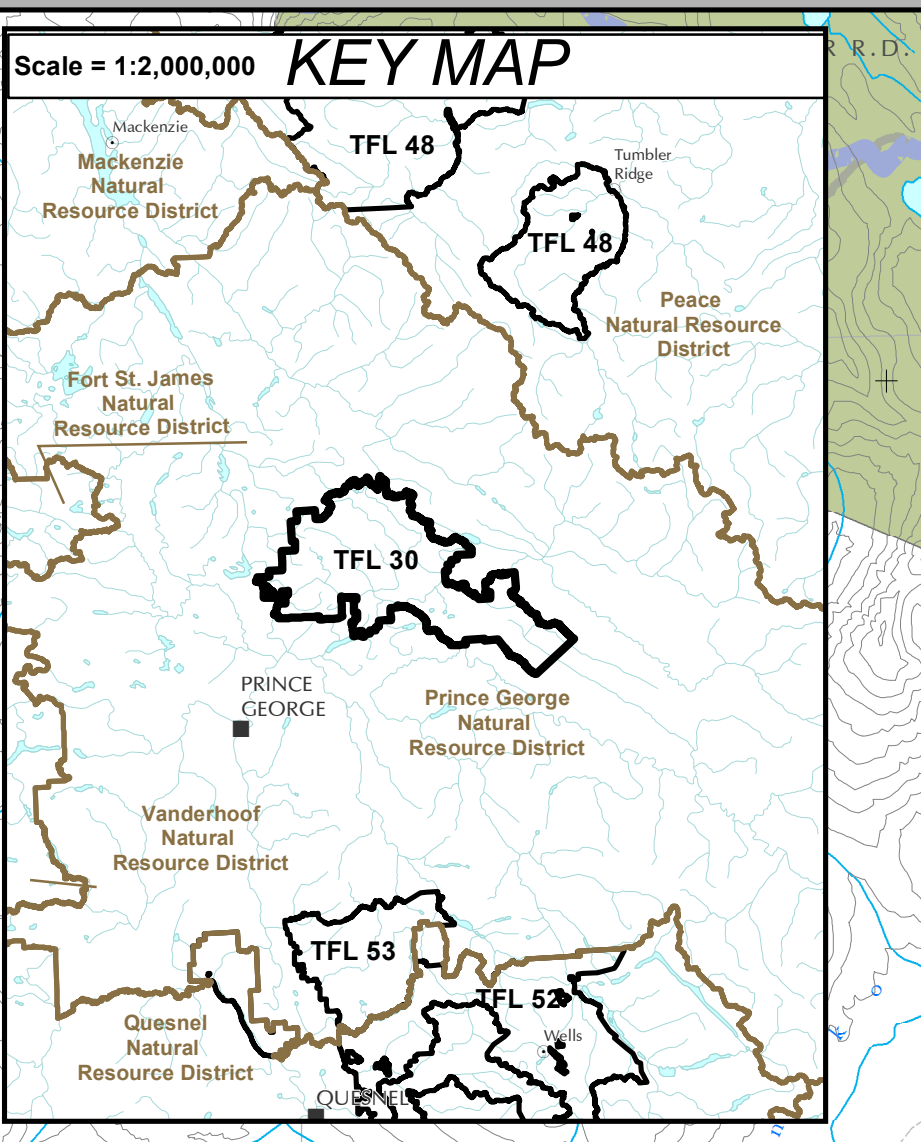 Scale = 1:2,000,000
KEY MAP
R R.D.
Mackenzie
Mackenzie
Natural
Resource District
TFL 48
Tumbler
Ridge
TFL 48
Peace
Natural Resource
District
Fort St. James
Natural
Resource District
TFL 30
PRINCE
GEORGE
Prince George
Natural
Resource District
Vanderhoof
Natural
Resource District
TFL 53
TFL 52
Quesnel
Natural
Resource District
Wells
QUESNEL
o
k
n